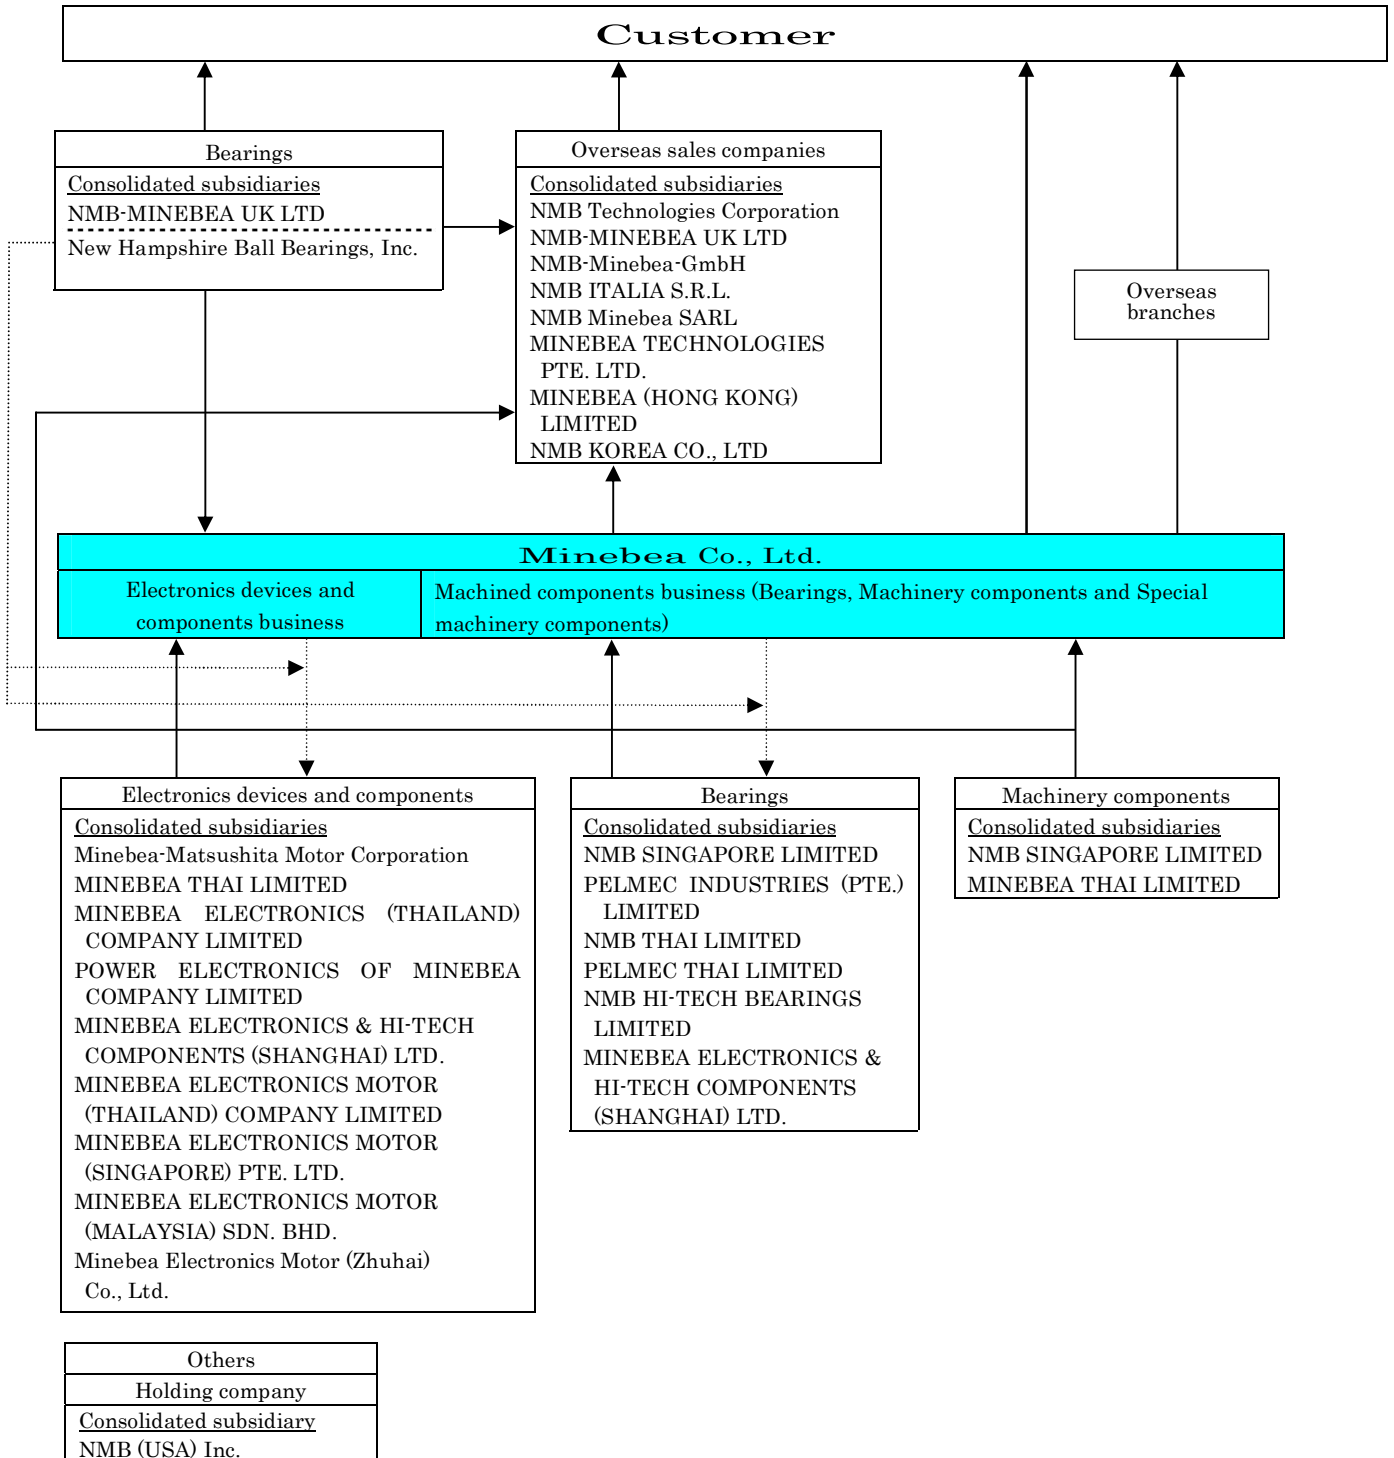 Customer
Bearings
Consolidated subsidiaries
NMB-MINEBEA UK LTD
New Hampshire Ball Bearings, Inc.
Overseas sales companies
Consolidated subsidiaries
NMB Technologies Corporation
NMB-MINEBEA UK LTD
NMB-Minebea-GmbH
NMB ITALIA S.R.L.
NMB Minebea SARL
MINEBEA TECHNOLOGIES
PTE. LTD.
MINEBEA (HONG KONG)
LIMITED
NMB KOREA CO., LTD
Overseas
branches
Minebea Co., Ltd.
Electronics devices and
components business
Machined components business (Bearings, Machinery components and Special
machinery components)
Electronics devices and components
Consolidated subsidiaries
Minebea-Matsushita Motor Corporation
MINEBEA THAI LIMITED
MINEBEA ELECTRONICS (THAILAND)
COMPANY LIMITED
POWER ELECTRONICS OF MINEBEA
COMPANY LIMITED
MINEBEA ELECTRONICS & HI-TECH
COMPONENTS (SHANGHAI) LTD.
MINEBEA ELECTRONICS MOTOR
(THAILAND) COMPANY LIMITED
MINEBEA ELECTRONICS MOTOR
(SINGAPORE) PTE. LTD.
MINEBEA ELECTRONICS MOTOR
(MALAYSIA) SDN. BHD.
Minebea Electronics Motor (Zhuhai)
Co., Ltd.
Bearings
Consolidated subsidiaries
NMB SINGAPORE LIMITED
PELMEC INDUSTRIES (PTE.)
LIMITED
NMB THAI LIMITED
PELMEC THAI LIMITED
NMB HI-TECH BEARINGS
LIMITED
MINEBEA ELECTRONICS &
HI-TECH COMPONENTS
(SHANGHAI) LTD.
Machinery components
Consolidated subsidiaries
NMB SINGAPORE LIMITED
MINEBEA THAI LIMITED
Others
Holding company
Consolidated subsidiary
NMB (USA) Inc.